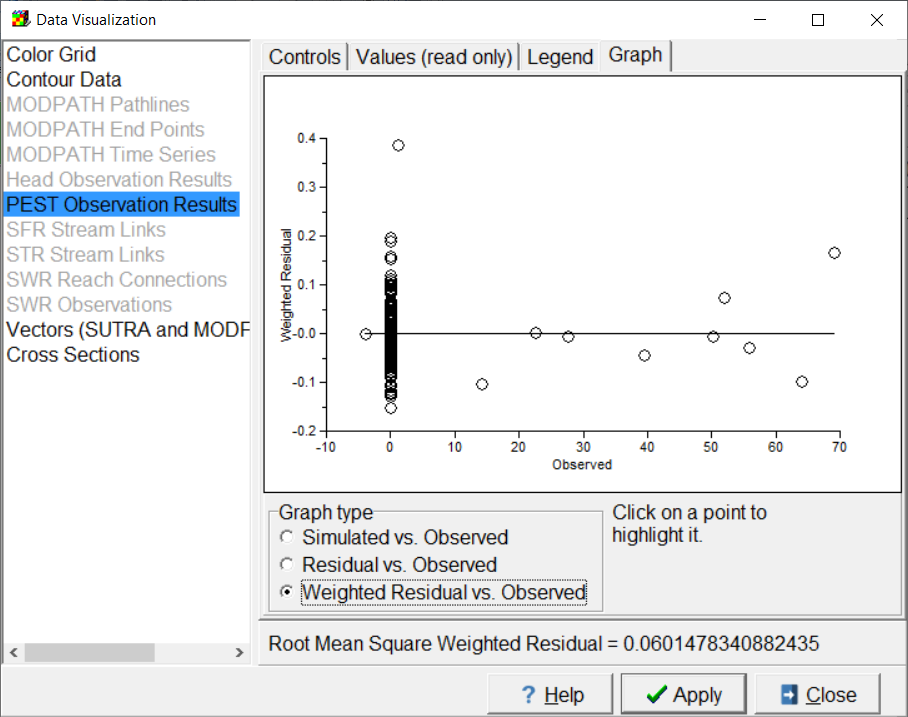 Data Visualization
Color Grid
Contour Data
MODPATH Pathlines
MODPATH End Points
MODPATH Time Series
Head Observation Results
PEST Observation Results
SFR Stream Links
STR Stream Links
SWR Reach Connections
SWR Observations
Vectors (SUTRA and MODF
Cross Sections
Controls Values (read only) Legend Graph
0.4
0.3
0.2
0.1
-0.0
-0.1
-0.2
Weighted Residual
-10 0 10 20 30 40 50 60 70
Observed
Graph type
Simulated vs. Observed
Residual vs. Observed
Weighted Residual vs. Observed
Click on a point to
highlight it.
Root Mean Square Weighted Residual = 0.0601478340882435
? Help Apply Close